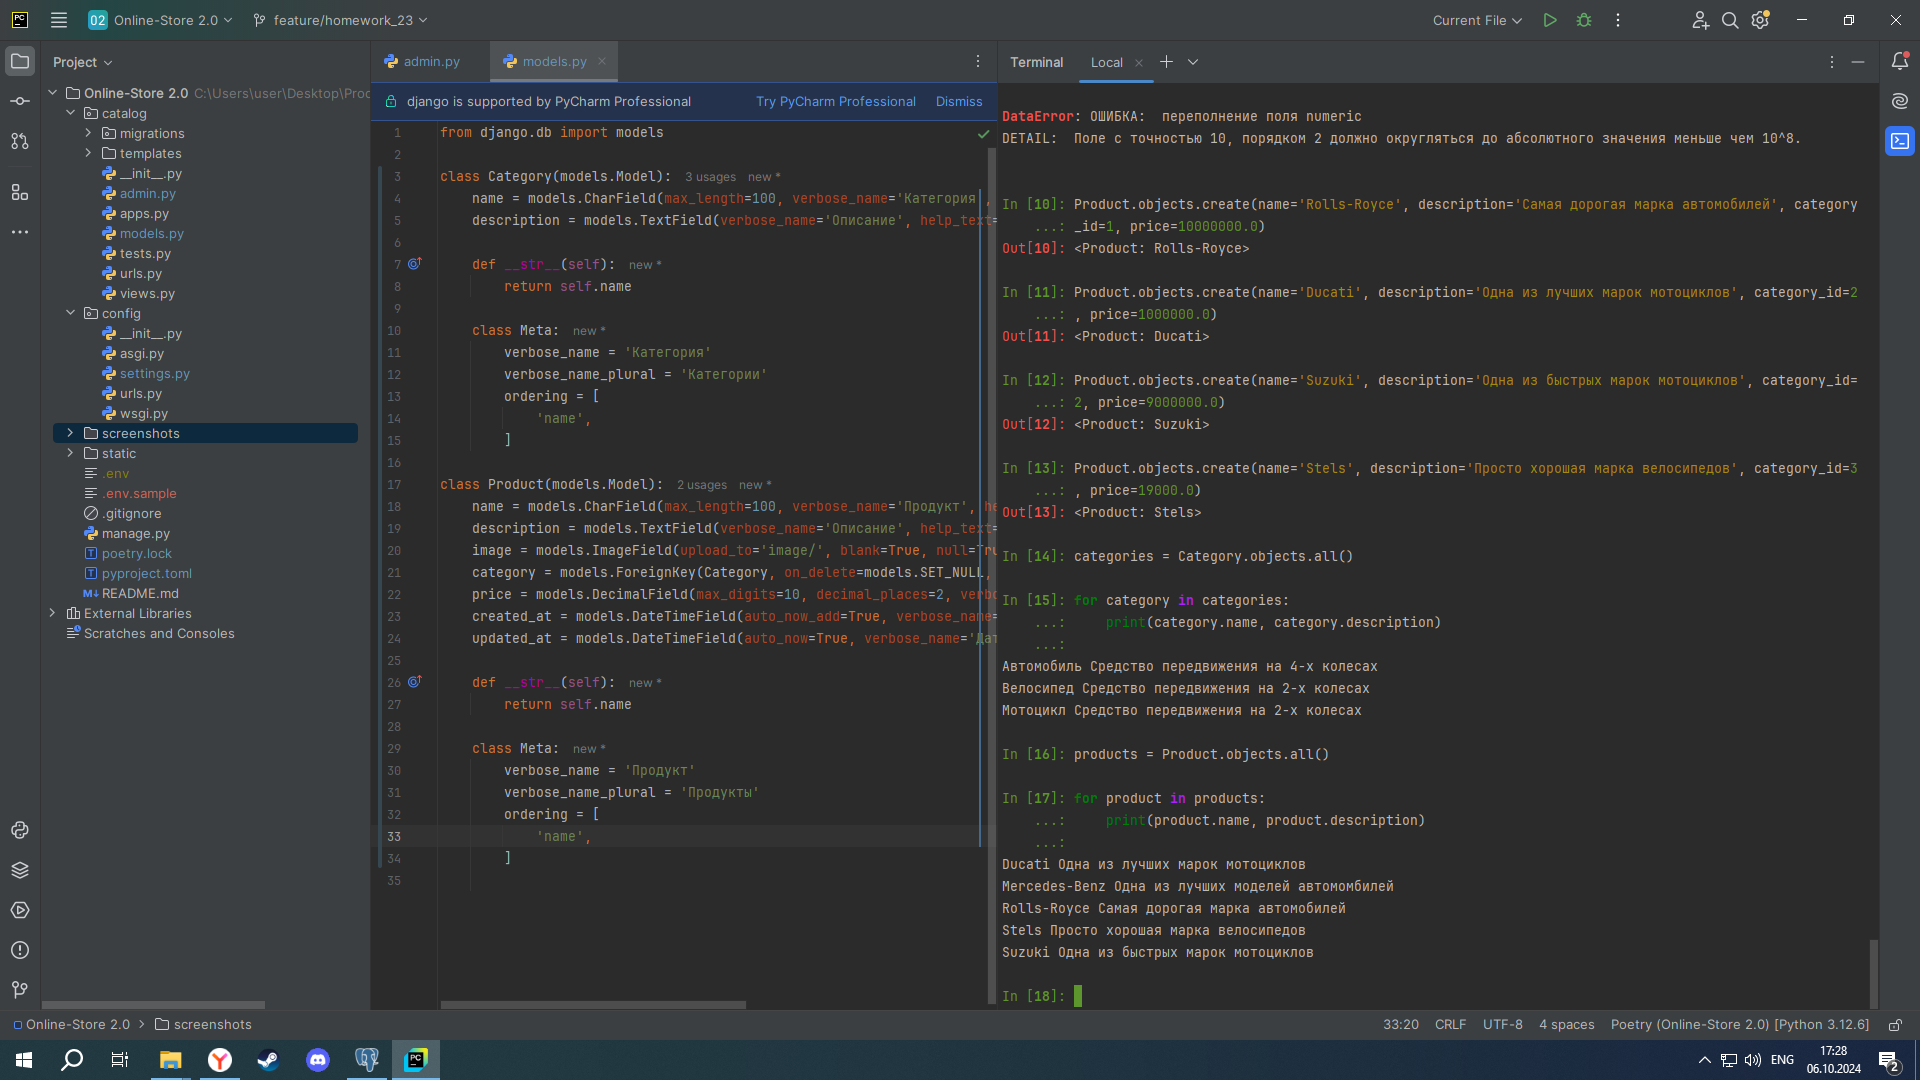 PC
02 Online-Store 2.0
feature/homework_23
Current File
Project
Online-Store 2.0 C:\Users\user\Desktop\Pro
catalog
migrations
templates
__init__.py
admin.py
apps.py
models.py
tests.py
urls.py
views.py
config
__init__.py
asgi.py
settings.py
urls.py
wsgi.py
screenshots
static
.env
.env.sample
.gitignore
manage.py
poetry.lock
pyproject.toml
README.md
External Libraries
Scratches and Consoles
admin.py models.py
django is supported by PyCharm Professional Try PyCharm Professional Dismiss
1 from django.db import models
2
3 class Category(models.Model): 3 usages new *
4 name = models.CharField(max_length=100, verbose_name='Категория',
5 description = models.TextField(verbose_name='Описание', help_text=
6
7 def __str__(self): new *
8 return self.name
9
10 class Meta: new *
11 verbose_name = 'Категория'
12 verbose_name_plural = 'Категории'
13 ordering = [
14 'name',
15 ]
16
17 class Product(models.Model): 2 usages new *
18 name = models.CharField(max_length=100, verbose_name='Продукт', he
19 description = models.TextField(verbose_name='Описание', help_text=
20 image = models.ImageField(upload_to='image/', blank=True, null=Tru
21 category = models.ForeignKey(Category, on_delete=models.SET_NULL,
22 price = models.DecimalField(max_digits=10, decimal_places=2, verbo
23 created_at = models.DateTimeField(auto_now_add=True, verbose_name=
24 updated_at = models.DateTimeField(auto_now=True, verbose_name='Дат
25
26 def __str__(self): new *
27 return self.name
28
29 class Meta: new *
30 verbose_name = 'Продукт'
31 verbose_name_plural = 'Продукты'
32 ordering = [
33 'name',
34 ]
35
Terminal Local
DataError: ОШИБКА: переполнение поля numeric
DETAIL: Поле с точностью 10, порядком 2 должно округляться до абсолютного значения меньше чем 10^8.
In [10]: Product.objects.create(name='Rolls-Royce', description='Самая дорогая марка автомобилей', category
...: _id=1, price=10000000.0)
Out[10]: <Product: Rolls-Royce>
In [11]: Product.objects.create(name='Ducati', description='Одна из лучших марок мотоциклов', category_id=2
...: , price=1000000.0)
Out[11]: <Product: Ducati>
In [12]: Product.objects.create(name='Suzuki', description='Одна из быстрых марок мотоциклов', category_id=
...: 2, price=9000000.0)
Out[12]: <Product: Suzuki>
In [13]: Product.objects.create(name='Stels', description='Просто хорошая марка велосипедов', category_id=3
...: , price=19000.0)
Out[13]: <Product: Stels>
In [14]: categories = Category.objects.all()
In [15]: for category in categories:
...: print(category.name, category.description)
...:
Автомобиль Средство передвижения на 4-х колесах
Велосипед Средство передвижения на 2-х колесах
Мотоцикл Средство передвижения на 2-х колесах
In [16]: products = Product.objects.all()
In [17]: for product in products:
...: print(product.name, product.description)
...:
Ducati Одна из лучших марок мотоциклов
Mercedes-Benz Одна из лучших моделей автомомбилей
Rolls-Royce Самая дорогая марка автомобилей
Stels Просто хорошая марка велосипедов
Suzuki Одна из быстрых марок мотоциклов
In [18]:
Online-Store 2.0 > screenshots
33:20 CRLF UTF-8 4 spaces Poetry (Online-Store 2.0) [Python 3.12.6]
ENG
17:28
06.10.2024
2